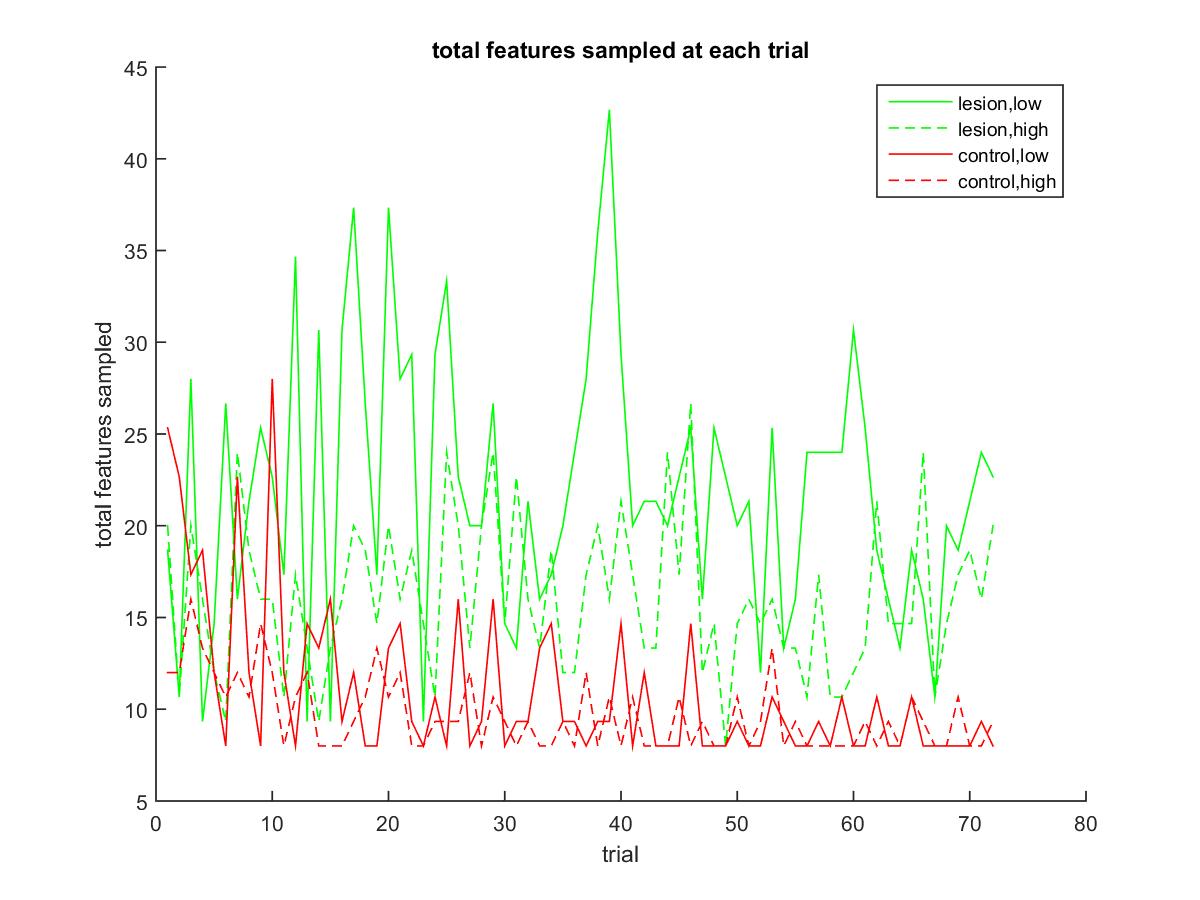 total features sampled at each trial
45
40
35
30
25
20
15
10
5
total features sampled
lesion,low
lesion,high
control,low
control,high
0 10 20 30 40 50 60 70 80
trial